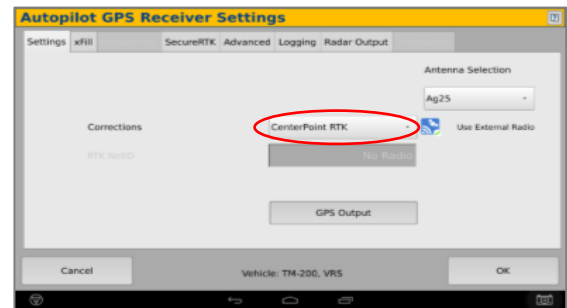 Autopilot GPS Receiver Settings
Settings xFill SecureRTK Advanced Logging Radar Output
Antenna Selection
Ag25
Corrections CenterPoint RTK Use External Radio
RTK NetID No Radio
GPS Output
Cancel Vehicle: TM-200, VRS OK